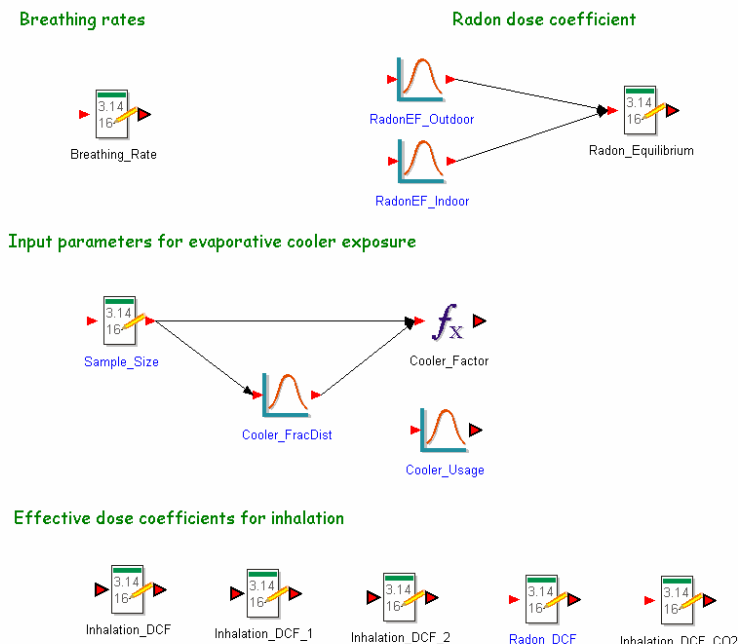 Breathing rates
Radon dose coefficient
3.14
16
Breathing_Rate
RadonEF_Outdoor
3.14
16
Radon_Equilibrium
RadonEF_Indoor
Input parameters for evaporative cooler exposure
3.14
16
Sample_Size
fx
Cooler_Factor
Cooler_FracDist
Cooler_Usage
Effective dose coefficients for inhalation
3.14
16
Inhalation_DCF
3.14
16
Inhalation_DCF_1
3.14
16
Inhalation_DCF_2
3.14
16
Radon_DCF
3.14
16
Inhalation_DCF_CO2